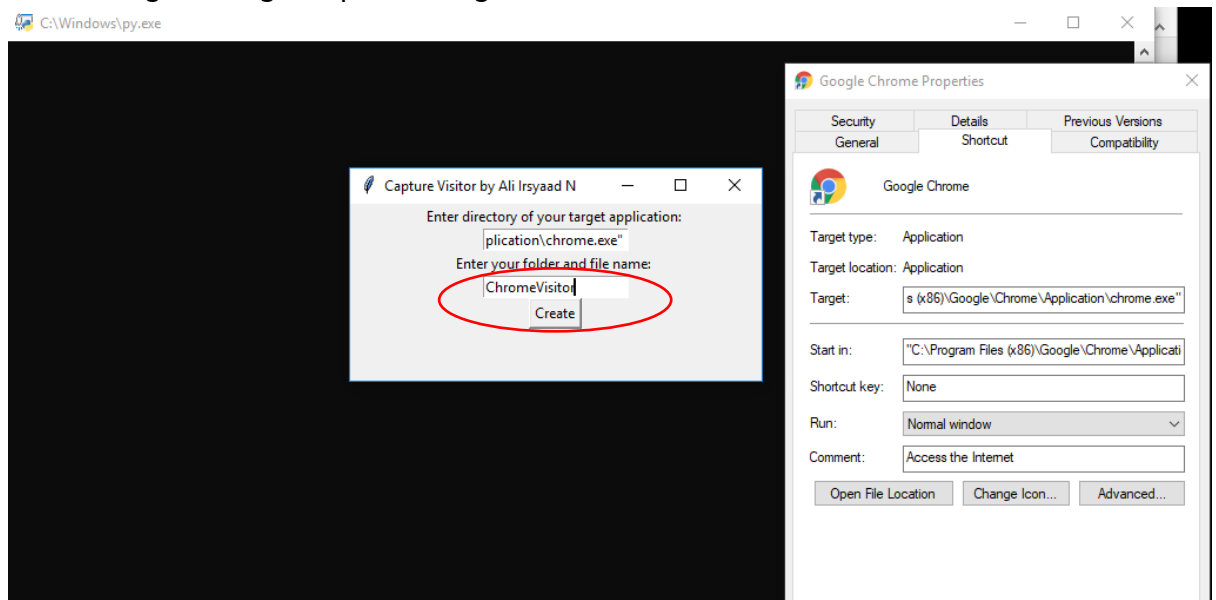 C:\Windows\py.exe
Google Chrome Properties
Security Details Previous Versions
General Shortcut Compatibility
Google Chrome
Target type: Application
Target location: Application
Target: s (x86)\Google\Chrome\Application\chrome.exe"
Start in: "C:\Program Files (x86)\Google\Chrome\Applicati
Shortcut key: None
Run: Normal window
Comment: Access the Internet
Open File Location Change Icon... Advanced...
Capture Visitor by Ali Irsyaad N
Enter directory of your target application:
plication\chrome.exe"
Enter your folder and file name:
ChromeVisitor
Create